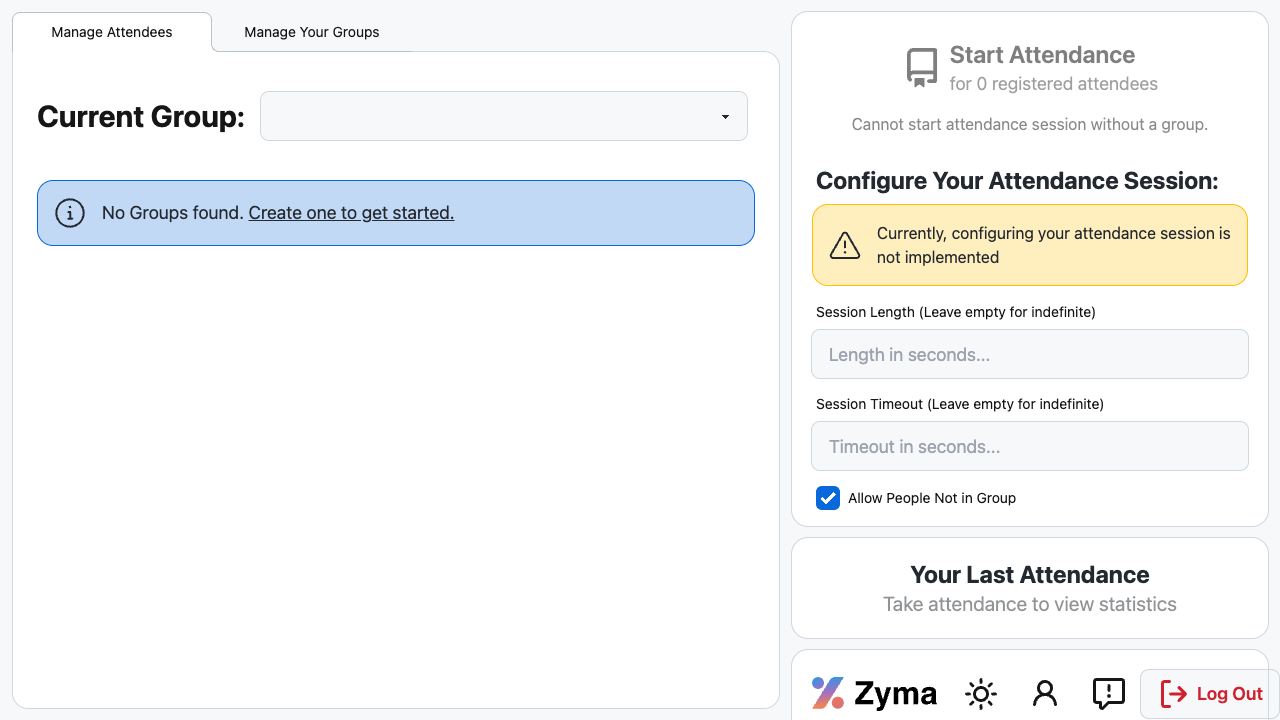 Manage Attendees
Manage Your Groups
Current Group:
No Groups found. Create one to get started.
Start Attendance
for 0 registered attendees
Cannot start attendance session without a group.
Configure Your Attendance Session:
Currently, configuring your attendance session is
not implemented
Session Length (Leave empty for indefinite)
Length in seconds...
Session Timeout (Leave empty for indefinite)
Timeout in seconds...
Allow People Not in Group
Your Last Attendance
Take attendance to view statistics
Zyma
Log Out